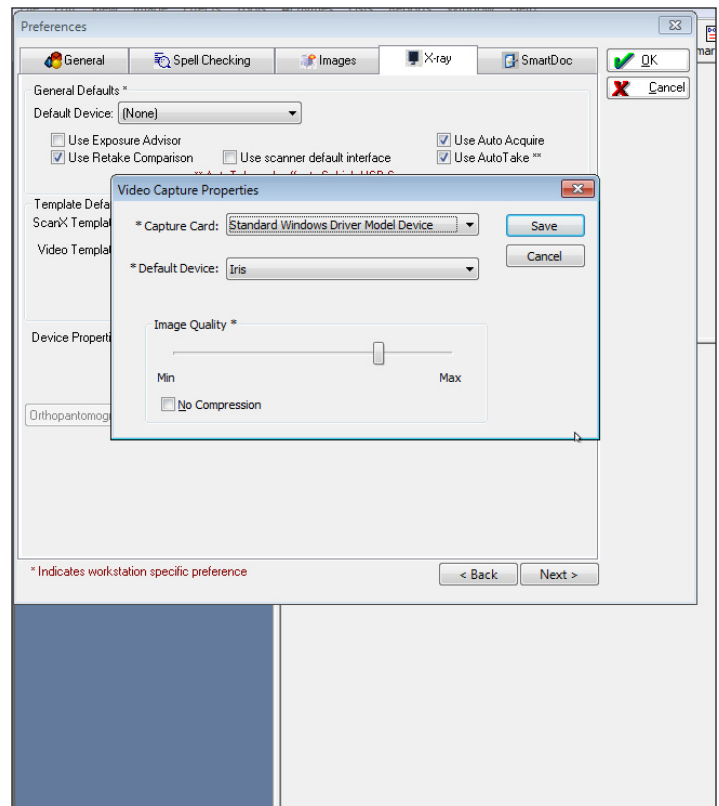 Preferences
General
Spell Checking
Images
X-ray
SmartDoc
OK
Cancel
General Defaults *
Default Device: (None)
Use Exposure Advisor
Use Auto Acquire
Use Retake Comparison
Use scanner default interface
Use AutoTake **
Template Defa
ScanX Templat
Video Templat
Device Properti
Orthopantomogr
Video Capture Properties
* Capture Card: Standard Windows Driver Model Device
Save
* Default Device: Iris
Cancel
Image Quality *
Min
Max
No Compression
* Indicates workstation specific preference
< Back
Next >